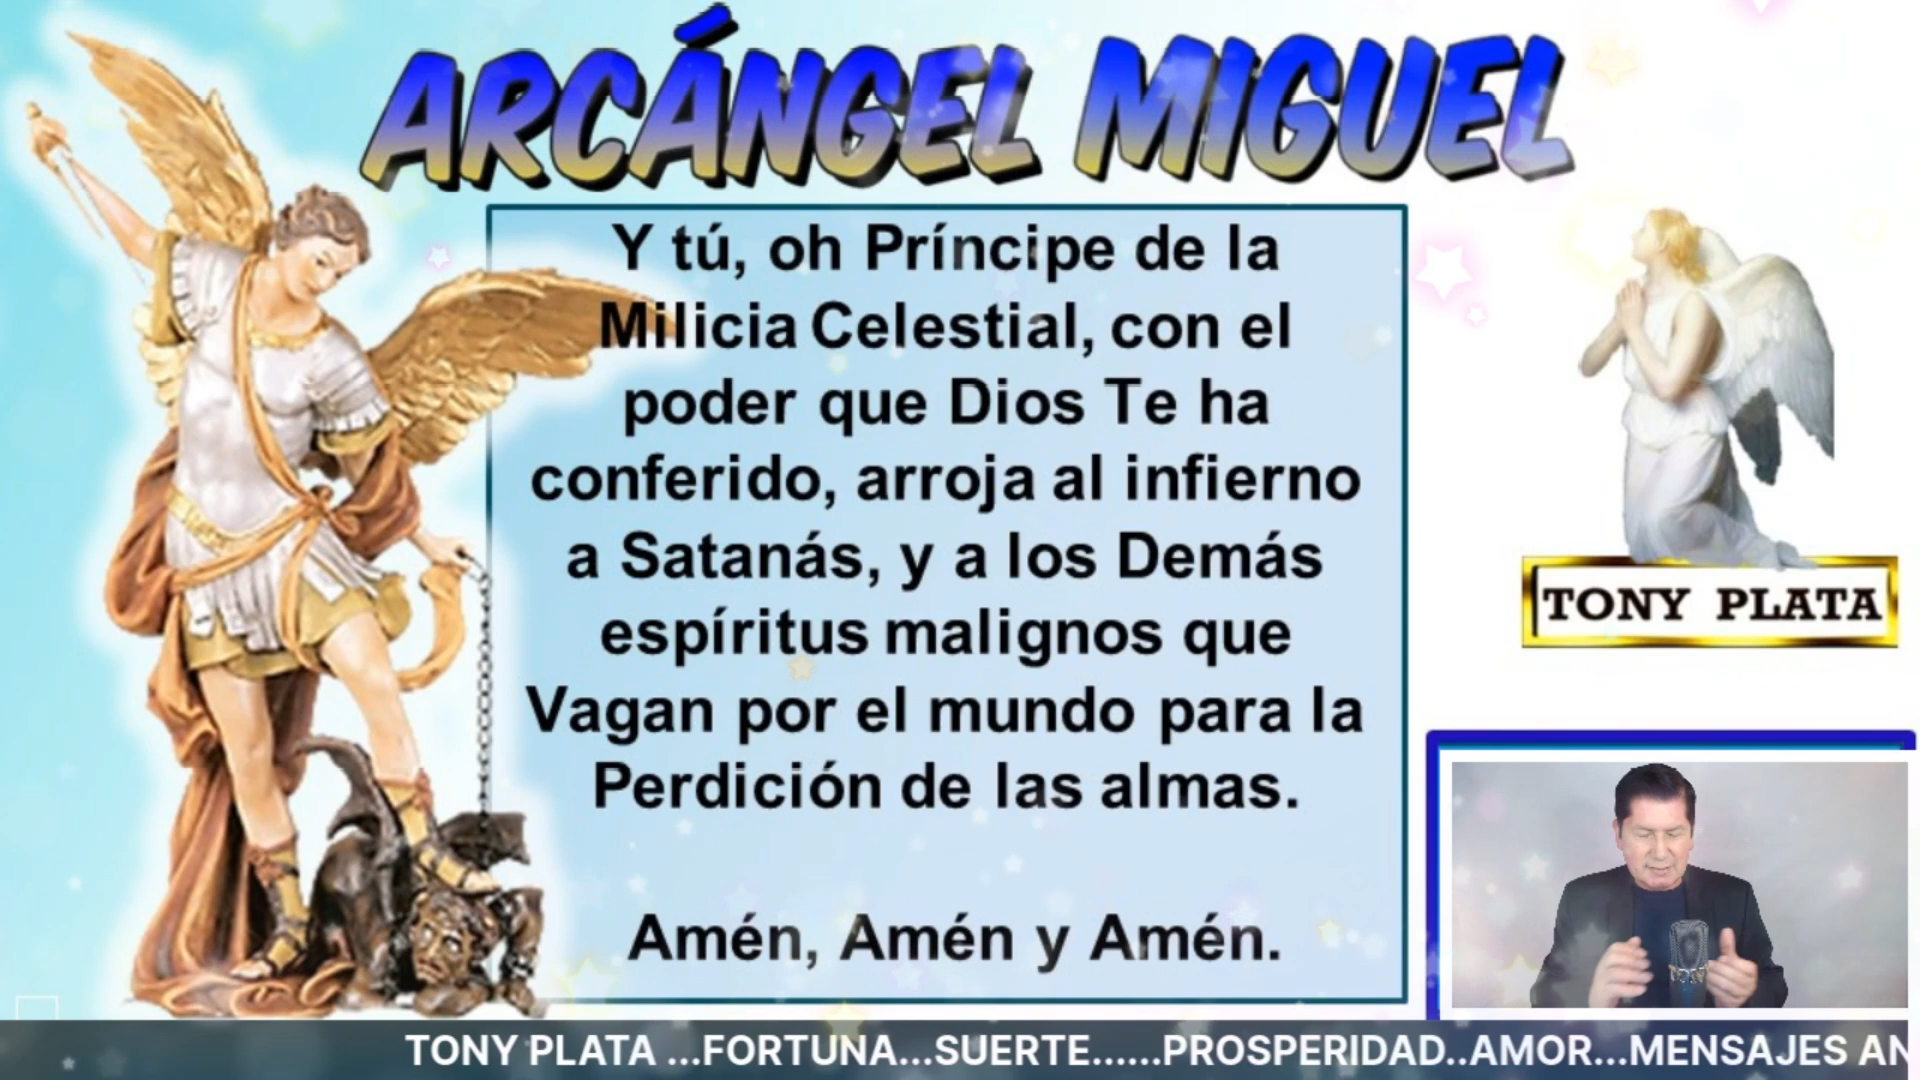 ARCÁNGEL MIGUEL
Y tú, oh Príncipe de la
Milicia Celestial, con el
poder que Dios Te ha
conferido, arroja al infierno
a Satanás, y a los Demás
espíritus malignos que
Vagan por el mundo para la
Perdición de las almas.
Amén, Amén y Amén.
TONY PLATA
TONY PLATA ...FORTUNA...SUERTE......PROSPERIDAD..AMOR...MENSAJES AN